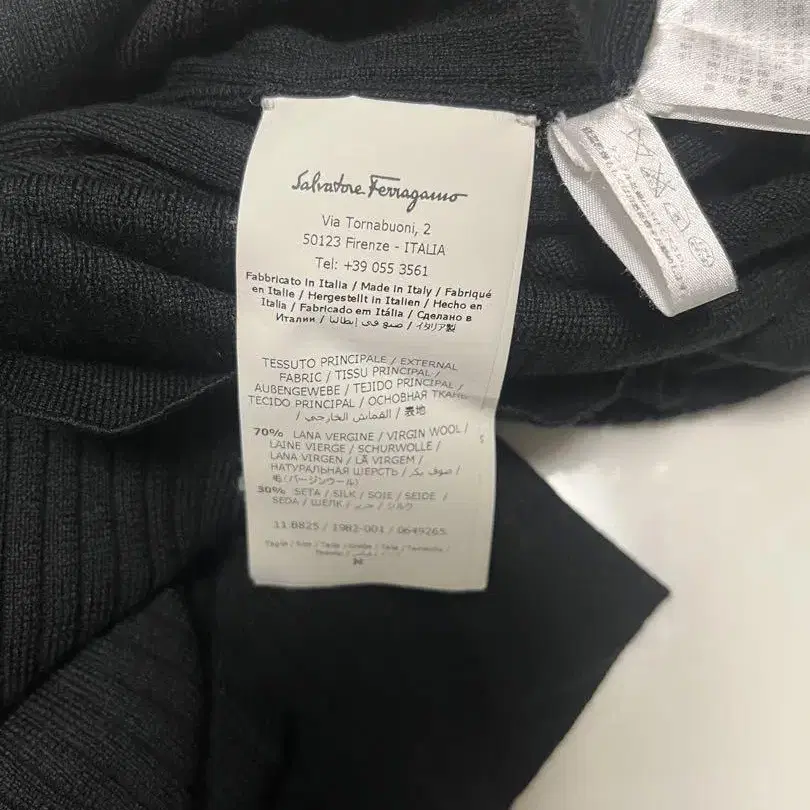 Salvatore Ferragamo
Via Tornabuoni, 2
50123 Firenze - ITALIA
Tel: +39 055 3561
Fabbricato in Italia / Made in Italy / Fabriqué
en Italie / Hergestellt in Italien / Hecho en
Italia / Fabricado em Itália / Сделано в
Италии / صنع في إيطاليا / イタリア製
TESSUTO PRINCIPALE / EXTERNAL
FABRIC / TISSU PRINCIPAL /
AUßENGEWEBE / TEJIDO PRINCIPAL /
TECIDO PRINCIPAL / ОСНОВНАЯ ТКАНЬ
/ القماش الخارجي / 表地
70% LANA VERGINE / VIRGIN WOOL /
LAINE VIERGE / SCHURWOLLE /
LANA VIRGEN / LÃ VIRGEM /
НАТУРАЛЬНАЯ ШЕРСТЬ / صوف بكر /
毛(バージンウール)
30% SETA / SILK / SOIE / SEIDE /
SEDA / ШЕЛК / حرير / シルク
11 B825 / 1982-001 / 0649265
M